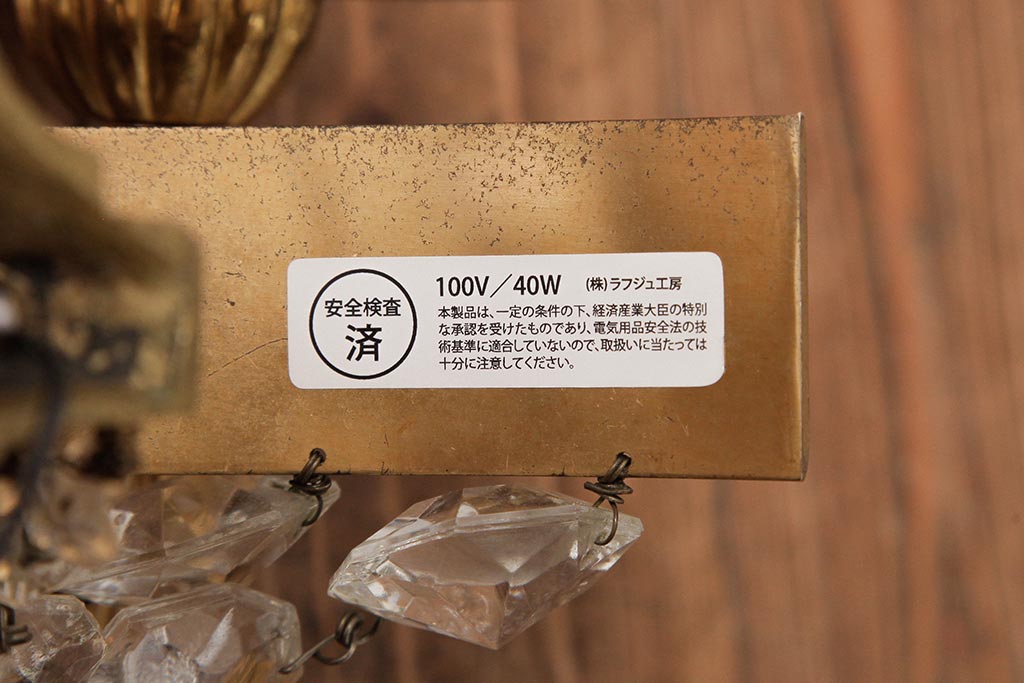 安全検査
済
100V／40W (株)ラフジュ工房
本製品は、一定の条件の下、経済産業大臣の特別
な承認を受けたものであり、電気用品安全法の技
術基準に適合していないので、取扱いに当たっては
十分に注意してください。